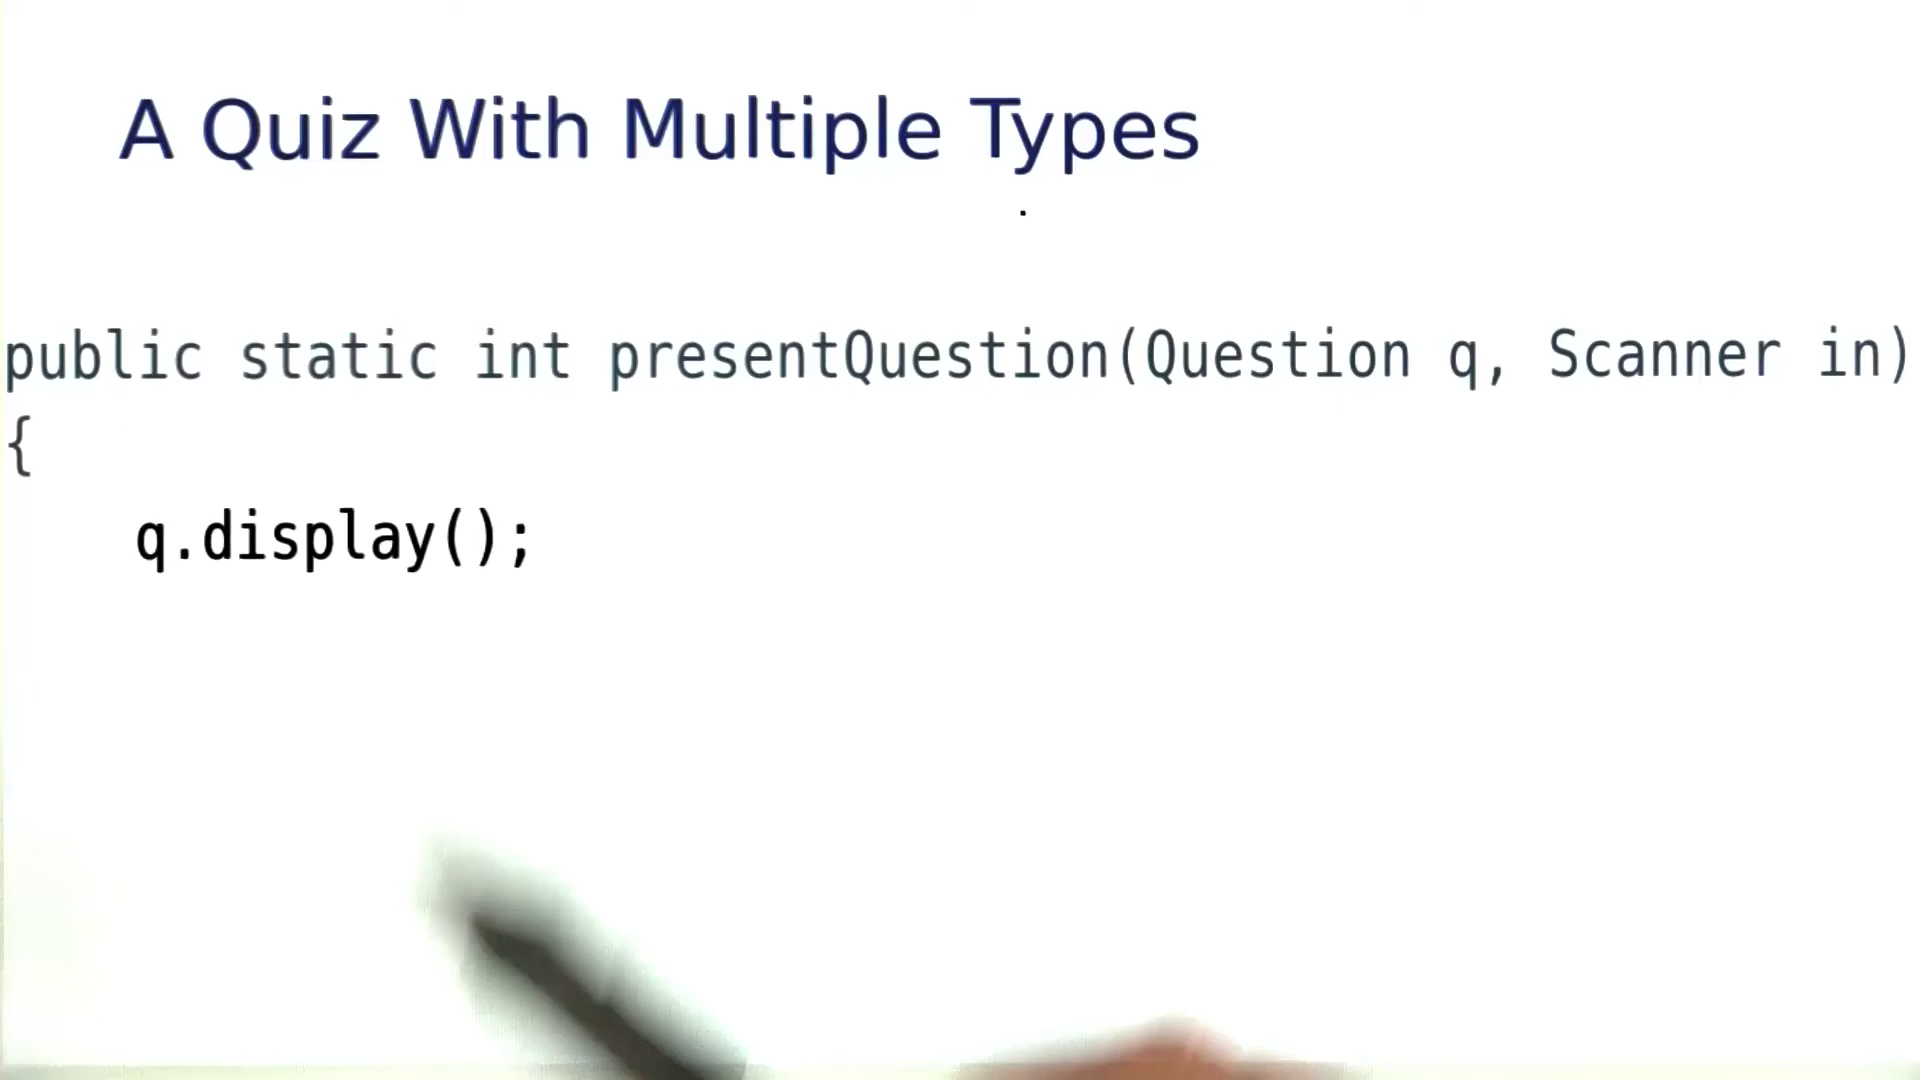 A Quiz With Multiple Types
public static int presentQuestion(Question q, Scanner in)
{
q.display();